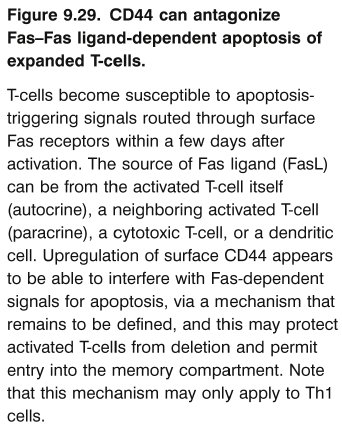 Figure 9.29. CD44 can antagonize
Fas–Fas ligand-dependent apoptosis of
expanded T-cells.
T-cells become susceptible to apoptosis-
triggering signals routed through surface
Fas receptors within a few days after
activation. The source of Fas ligand (FasL)
can be from the activated T-cell itself
(autocrine), a neighboring activated T-cell
(paracrine), a cytotoxic T-cell, or a dendritic
cell. Upregulation of surface CD44 appears
to be able to interfere with Fas-dependent
signals for apoptosis, via a mechanism that
remains to be defined, and this may protect
activated T-cells from deletion and permit
entry into the memory compartment. Note
that this mechanism may only apply to Th1
cells.